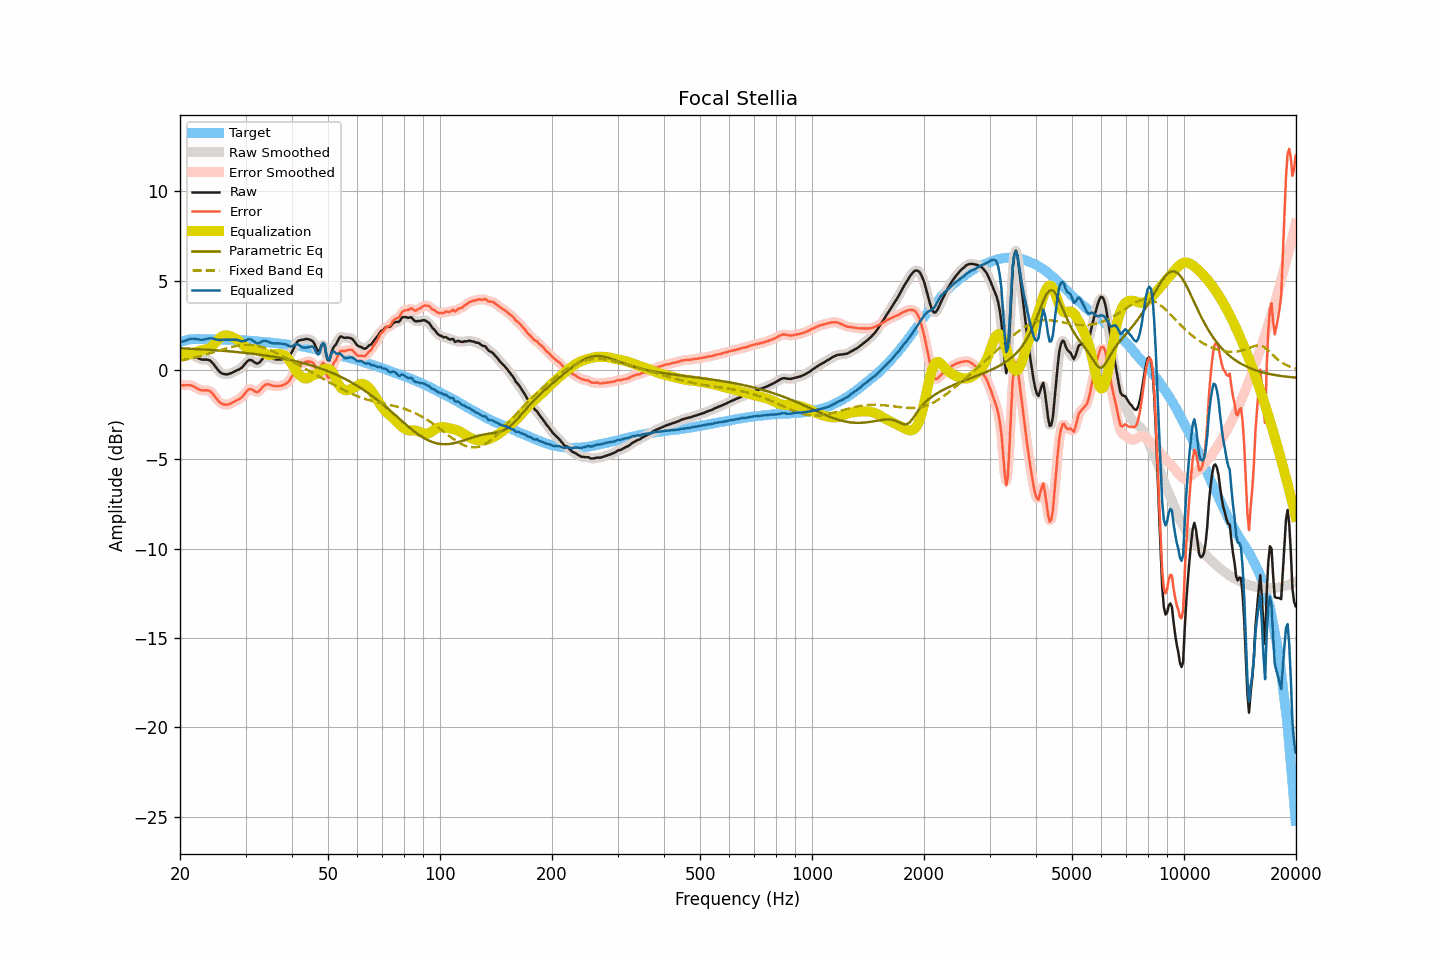 Focal Stellia
Target
Raw Smoothed
Error Smoothed
Raw
Error
Equalization
Parametric Eq
Fixed Band Eq
Equalized
10
5
0
−5
−10
−15
−20
−25
Amplitude (dBr)
20 50 100 200 500 1000 2000 5000 10000 20000
Frequency (Hz)